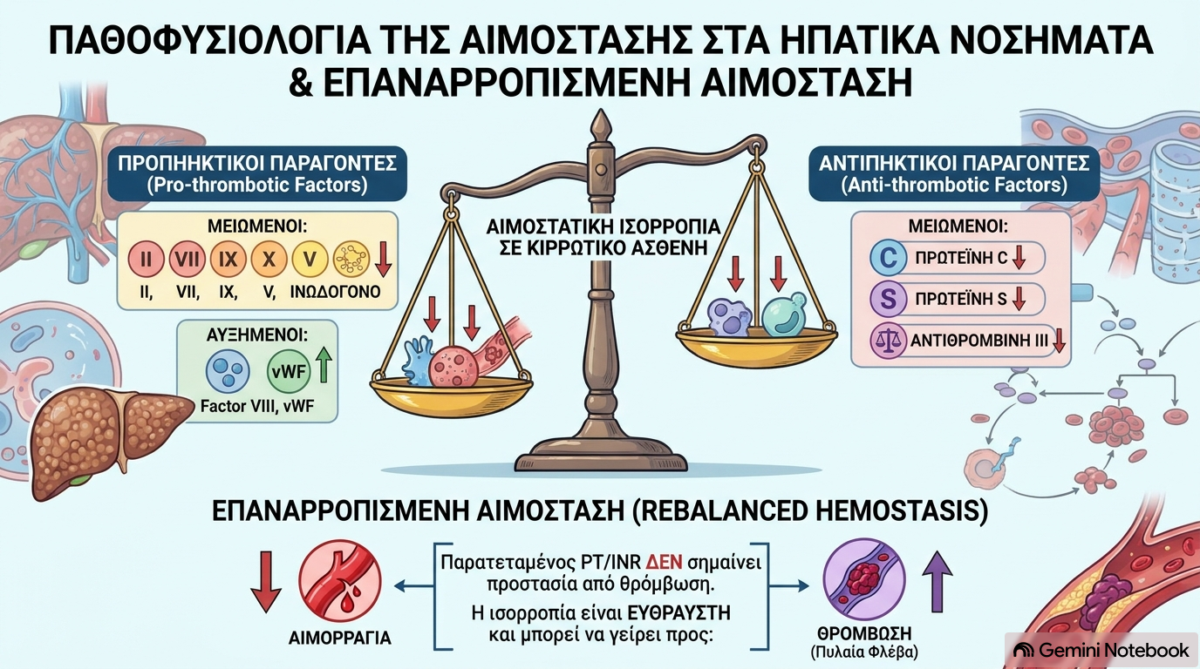 ΠΑΘΟΦΥΣΙΟΛΟΓΙΑ ΤΗΣ ΑΙΜΟΣΤΑΣΗΣ ΣΤΑ ΗΠΑΤΙΚΑ ΝΟΣΗΜΑΤΑ
& ΕΠΑΝΑΡΡΟΠΙΣΜΕΝΗ ΑΙΜΟΣΤΑΣΗ
ΠΡΟΠΗΗΚΤΙΚΟΙ ΠΑΡΑΓΟΝΤΕΣ
(Pro-thrombotic Factors)
ΜΕΙΩΜΕΝΟΙ:
II VII IX X V
II, VII, IX, V, ΙΝΩΔΟΓΟΝΟ
ΑΥΞΗΜΕΝΟΙ:
vWF
Factor VIII, vWF
ΑΙΜΟΣΤΑΤΙΚΗ ΙΣΟΡΡΟΠΙΑ
ΣΕ ΚΙΡΡΩΤΙΚΟ ΑΣΘΕΝΗ
ΑΝΤΙΠΗΚΤΙΚΟΙ ΠΑΡΑΓΟΝΤΕΣ
(Anti-thrombotic Factors)
ΜΕΙΩΜΕΝΟΙ:
C ΠΡΩΤΕΪΝΗ C
S ΠΡΩΤΕΪΝΗ S
ΑΝΤΙΘΡΟΜΒΙΝΗ III
ΕΠΑΝΑΡΡΟΠΙΣΜΕΝΗ ΑΙΜΟΣΤΑΣΗ (REBALANCED HEMOSTASIS)
ΑΙΜΟΡΡΑΓΙΑ
Παρατεταμένος PT/INR ΔΕΝ σημαίνει
προστασία από θρόμβωση.
Η ισορροπία είναι ΕΥΘΡΑΥΣΤΗ
και μπορεί να γείρει προς:
ΘΡΟΜΒΩΣΗ
(Πυλαία Φλέβα)
Gemini Notebook